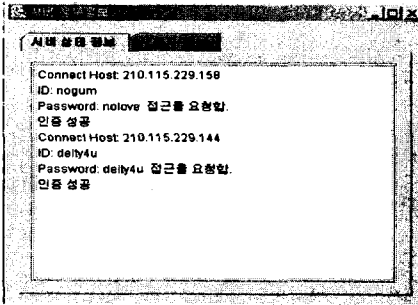 서버 상태 정보
Connect Host: 210.115.229.158
ID: nogum
Password: nolove 접근를 요청함.
인증 성공
Connect Host: 210.115.229.144
ID: deity4u
Password: deity4u 접근를 요청함.
인증 성공